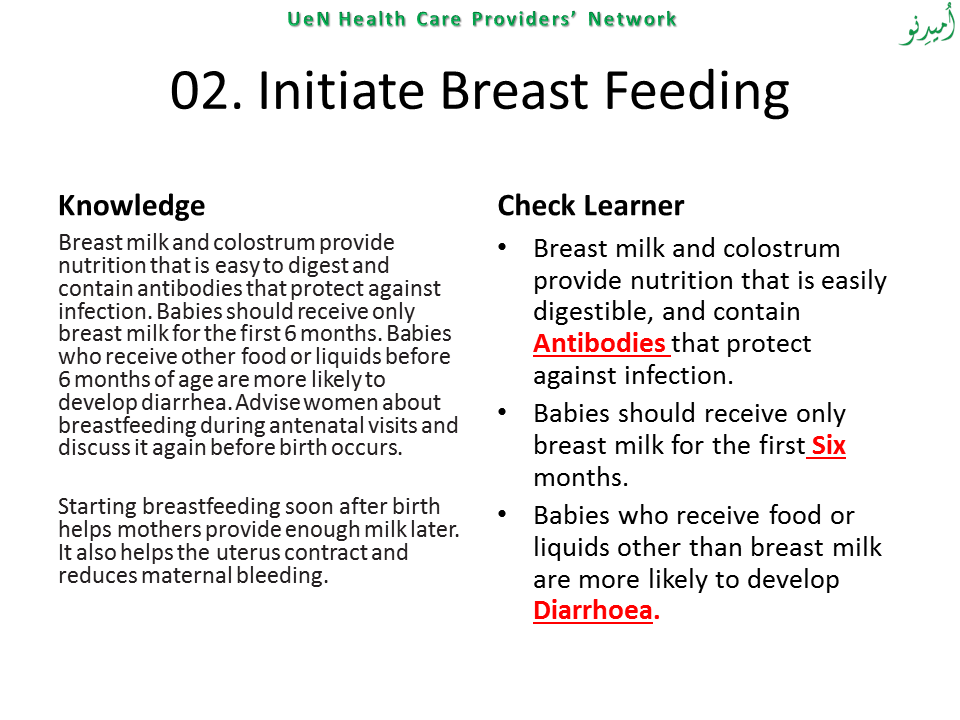 UeN Health Care Providers’ Network
اُمیدِنو
02. Initiate Breast Feeding
Knowledge
Breast milk and colostrum provide
nutrition that is easy to digest and
contain antibodies that protect against
infection. Babies should receive only
breast milk for the first 6 months. Babies
who receive other food or liquids before
6 months of age are more likely to
develop diarrhea. Advise women about
breastfeeding during antenatal visits and
discuss it again before birth occurs.
Starting breastfeeding soon after birth
helps mothers provide enough milk later.
It also helps the uterus contract and
reduces maternal bleeding.
Check Learner
• Breast milk and colostrum
provide nutrition that is easily
digestible, and contain
Antibodies that protect
against infection.
• Babies should receive only
breast milk for the first Six
months.
• Babies who receive food or
liquids other than breast milk
are more likely to develop
Diarrhoea.